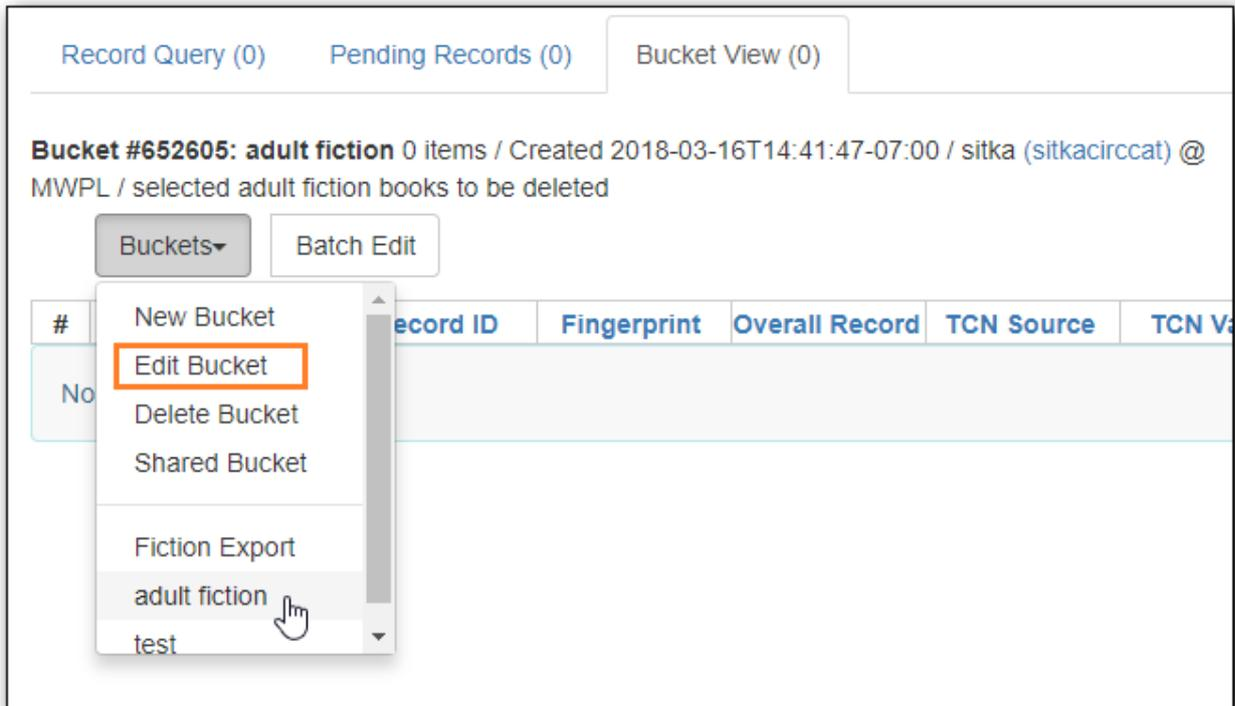 Record Query (0) Pending Records (0) Bucket View (0)
Bucket #652605: adult fiction 0 items / Created 2018-03-16T14:41:47-07:00 / sitka (sitkacirccat) @
MWPL / selected adult fiction books to be deleted
Buckets Batch Edit
# ecord ID Fingerprint Overall Record TCN Source TCN Va
No
New Bucket
Edit Bucket
Delete Bucket
Shared Bucket
Fiction Export
adult fiction
test